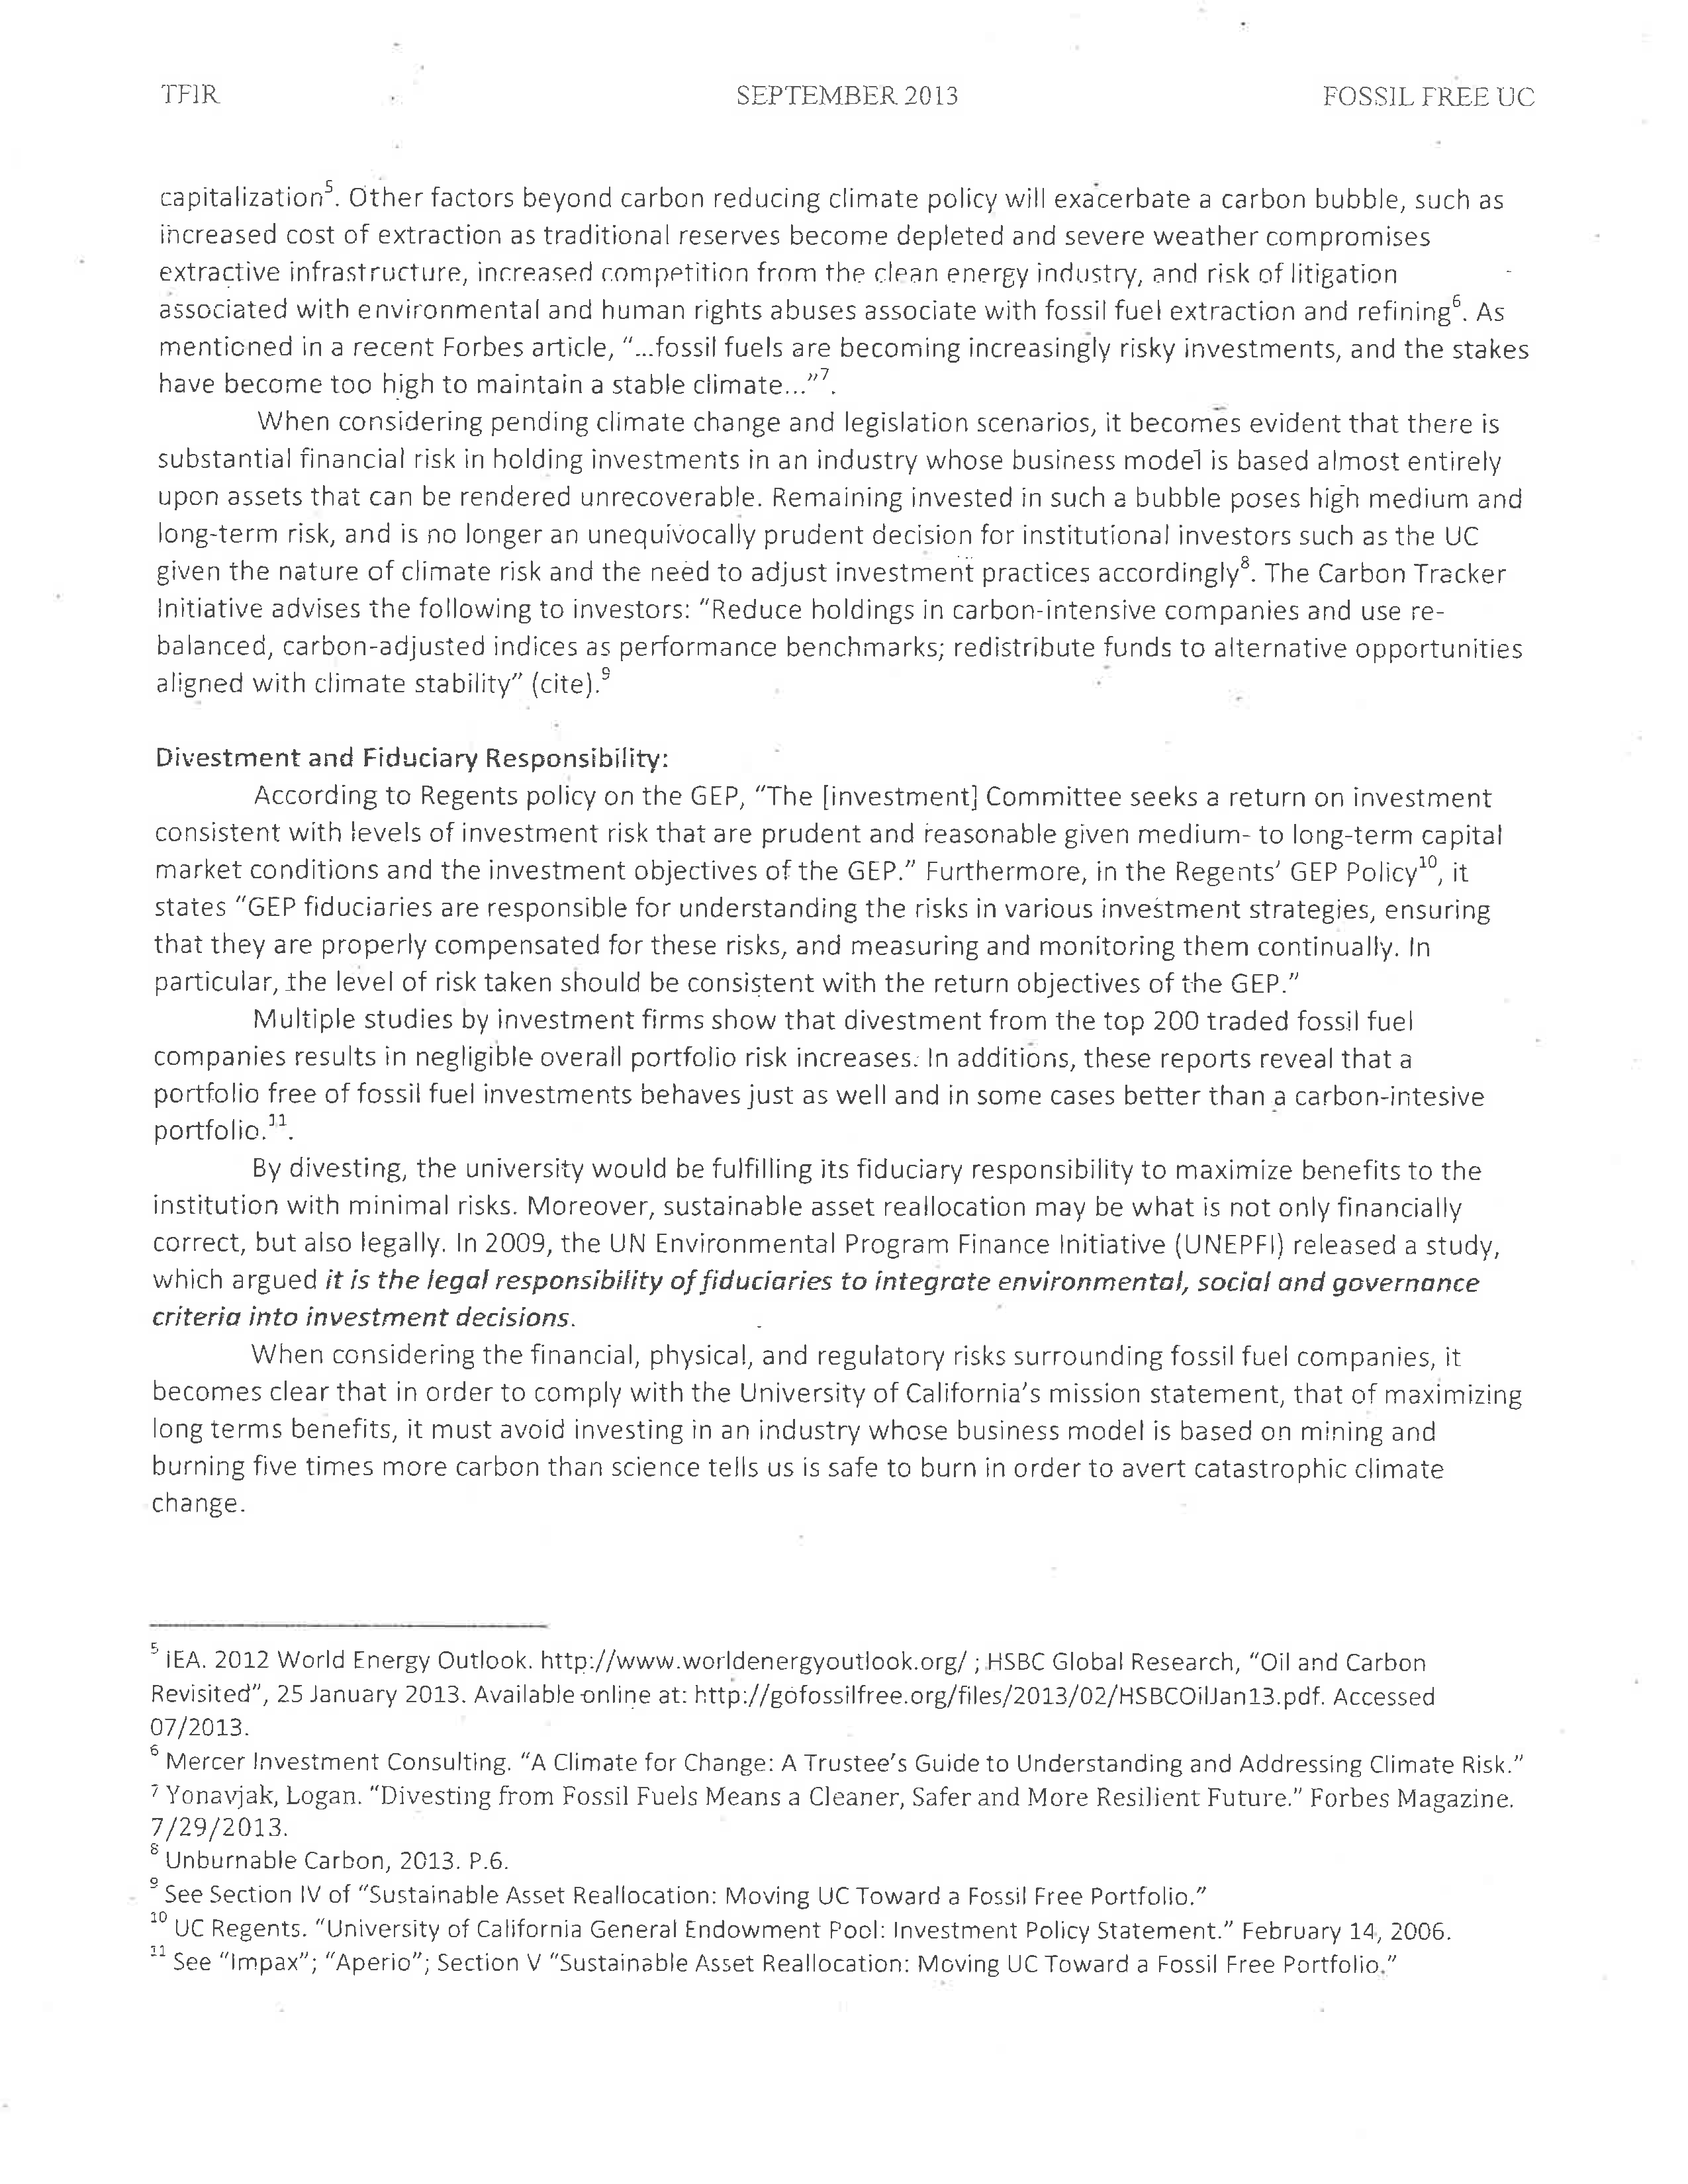 TFIR SEPTEMBER 2013 FOSSIL FREE UC
capitalization⁵. Other factors beyond carbon reducing climate policy will exacerbate a carbon bubble, such as
increased cost of extraction as traditional reserves become depleted and severe weather compromises
extractive infrastructure, increased competition from the clean energy industry, and risk of litigation
associated with environmental and human rights abuses associate with fossil fuel extraction and refining⁶. As
mentioned in a recent Forbes article, "...fossil fuels are becoming increasingly risky investments, and the stakes
have become too high to maintain a stable climate..."⁷.
When considering pending climate change and legislation scenarios, it becomes evident that there is
substantial financial risk in holding investments in an industry whose business model is based almost entirely
upon assets that can be rendered unrecoverable. Remaining invested in such a bubble poses high medium and
long-term risk, and is no longer an unequivocally prudent decision for institutional investors such as the UC
given the nature of climate risk and the need to adjust investment practices accordingly⁸. The Carbon Tracker
Initiative advises the following to investors: "Reduce holdings in carbon-intensive companies and use re-
balanced, carbon-adjusted indices as performance benchmarks; redistribute funds to alternative opportunities
aligned with climate stability" (cite).⁹
Divestment and Fiduciary Responsibility:
According to Regents policy on the GEP, "The [investment] Committee seeks a return on investment
consistent with levels of investment risk that are prudent and reasonable given medium- to long-term capital
market conditions and the investment objectives of the GEP." Furthermore, in the Regents' GEP Policy¹⁰, it
states "GEP fiduciaries are responsible for understanding the risks in various investment strategies, ensuring
that they are properly compensated for these risks, and measuring and monitoring them continually. In
particular, the level of risk taken should be consistent with the return objectives of the GEP."
Multiple studies by investment firms show that divestment from the top 200 traded fossil fuel
companies results in negligible overall portfolio risk increases. In additions, these reports reveal that a
portfolio free of fossil fuel investments behaves just as well and in some cases better than a carbon-intesive
portfolio.¹¹.
By divesting, the university would be fulfilling its fiduciary responsibility to maximize benefits to the
institution with minimal risks. Moreover, sustainable asset reallocation may be what is not only financially
correct, but also legally. In 2009, the UN Environmental Program Finance Initiative (UNEPFI) released a study,
which argued it is the legal responsibility of fiduciaries to integrate environmental, social and governance
criteria into investment decisions.
When considering the financial, physical, and regulatory risks surrounding fossil fuel companies, it
becomes clear that in order to comply with the University of California's mission statement, that of maximizing
long terms benefits, it must avoid investing in an industry whose business model is based on mining and
burning five times more carbon than science tells us is safe to burn in order to avert catastrophic climate
change.
⁵ IEA. 2012 World Energy Outlook. http://www.worldenergyoutlook.org/ ; HSBC Global Research, "Oil and Carbon
Revisited", 25 January 2013. Available online at: http://gofossilfree.org/files/2013/02/HSBCOilJan13.pdf. Accessed
07/2013.
⁶ Mercer Investment Consulting. "A Climate for Change: A Trustee's Guide to Understanding and Addressing Climate Risk."
⁷ Yonavjak, Logan. "Divesting from Fossil Fuels Means a Cleaner, Safer and More Resilient Future." Forbes Magazine.
7/29/2013.
⁸ Unburnable Carbon, 2013. P.6.
⁹ See Section IV of "Sustainable Asset Reallocation: Moving UC Toward a Fossil Free Portfolio."
¹⁰ UC Regents. "University of California General Endowment Pool: Investment Policy Statement." February 14, 2006.
¹¹ See "Impax"; "Aperio"; Section V "Sustainable Asset Reallocation: Moving UC Toward a Fossil Free Portfolio."